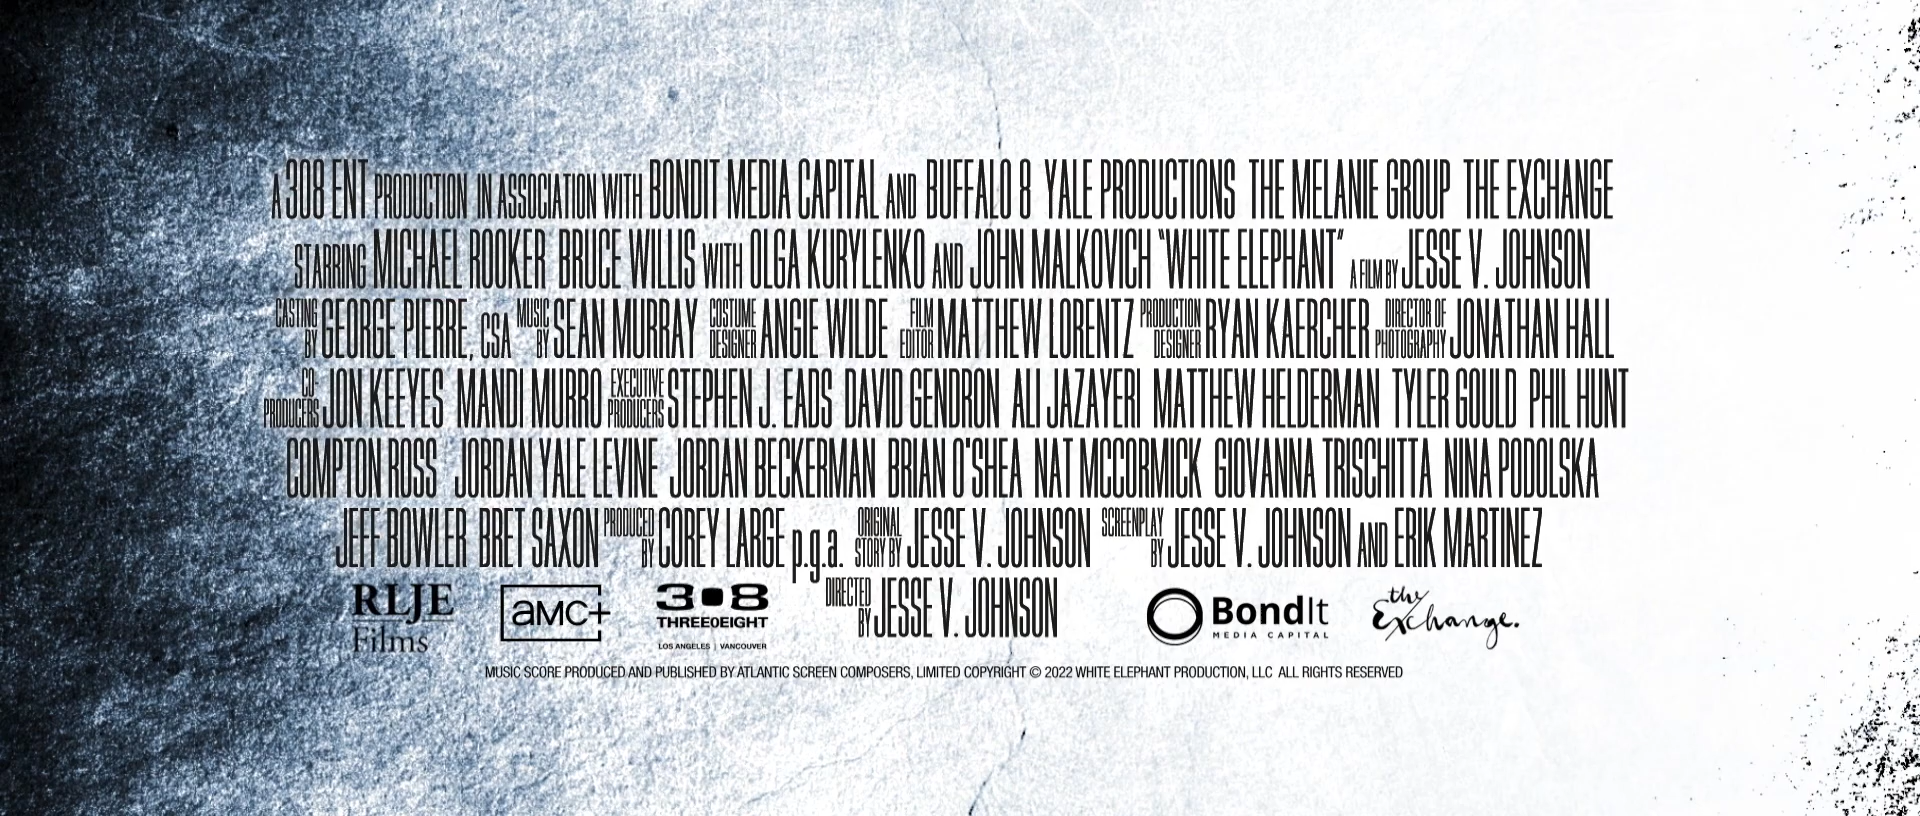 A 308 ENT PRODUCTION IN ASSOCIATION WITH BONDIT MEDIA CAPITAL AND BUFFALO 8 YALE PRODUCTIONS THE MELANIE GROUP THE EXCHANGE
STARRING MICHAEL ROOKER BRUCE WILLIS WITH OLGA KURYLENKO AND JOHN MALKOVICH "WHITE ELEPHANT" A FILM BY JESSE V. JOHNSON
CASTING BY GEORGE PIERRE, CSA MUSIC BY SEAN MURRAY COSTUME DESIGNER ANGIE WILDE FILM EDITOR MATTHEW LORENTZ PRODUCTION DESIGNER RYAN KAERCHER DIRECTOR OF PHOTOGRAPHY JONATHAN HALL
CO-PRODUCERS JON KEEYES MANDI MURRO EXECUTIVE PRODUCERS STEPHEN J. EADS DAVID GENDRON ALI JAZAYERI MATTHEW HELDERMAN TYLER GOULD PHIL HUNT
COMPTON ROSS JORDAN YALE LEVINE JORDAN BECKERMAN BRIAN O'SHEA NAT MCCORMICK GIOVANNA TRISCHITTA NINA PODOLSKA
JEFF BOWLER BRET SAXON PRODUCED BY COREY LARGE p.g.a. ORIGINAL STORY BY JESSE V. JOHNSON SCREENPLAY BY JESSE V. JOHNSON AND ERIK MARTINEZ
DIRECTED BY JESSE V. JOHNSON
RLJE Films
aMC+
3●8
THREE0EIGHT
LOS ANGELES | VANCOUVER
BondIt
MEDIA CAPITAL
the Exchange.
MUSIC SCORE PRODUCED AND PUBLISHED BY ATLANTIC SCREEN COMPOSERS, LIMITED COPYRIGHT © 2022 WHITE ELEPHANT PRODUCTION, LLC ALL RIGHTS RESERVED